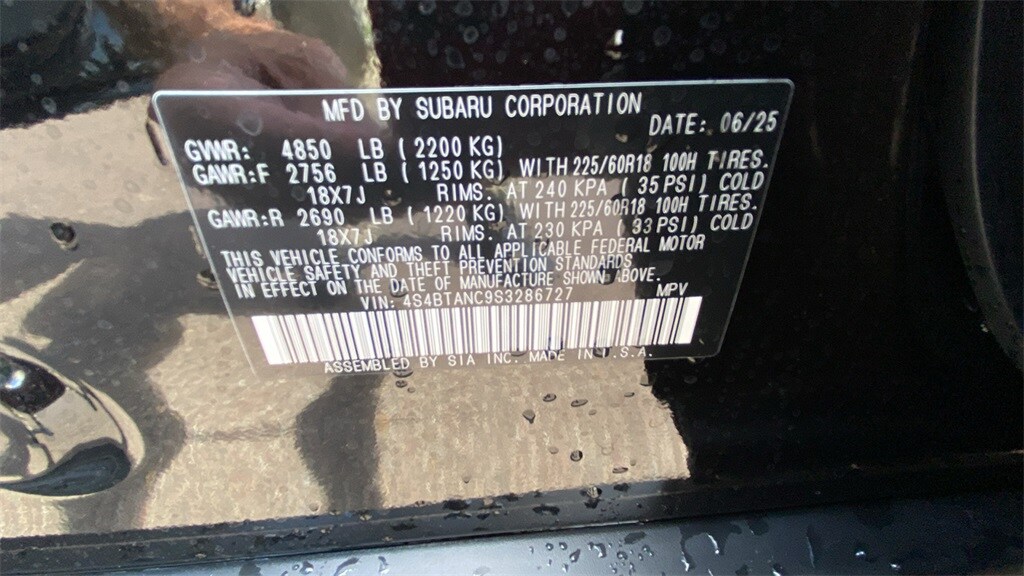 MFD BY SUBARU CORPORATION
DATE: 06/25
GVWR: 4850 LB (2200 KG)
GAWR:F 2756 LB (1250 KG) WITH 225/60R18 100H TIRES.
18X7J RIMS. AT 240 KPA (35 PSI) COLD
GAWR:R 2690 LB (1220 KG) WITH 225/60R18 100H TIRES.
18X7J RIMS. AT 230 KPA 33 PSI) COLD
THIS VEHICLE CONFORMS TO ALL APPLICABLE FEDERAL MOTOR
VEHICLE SAFETY AND THEFT PREVENTION STANDARDS
IN EFFECT ON THE DATE OF MANUFACTURE SHOWN ABOVE.
VIN: 4S4BTANC9S3286727 MPV
ASSEMBLED BY SIA INC. MADE IN U.S.A.